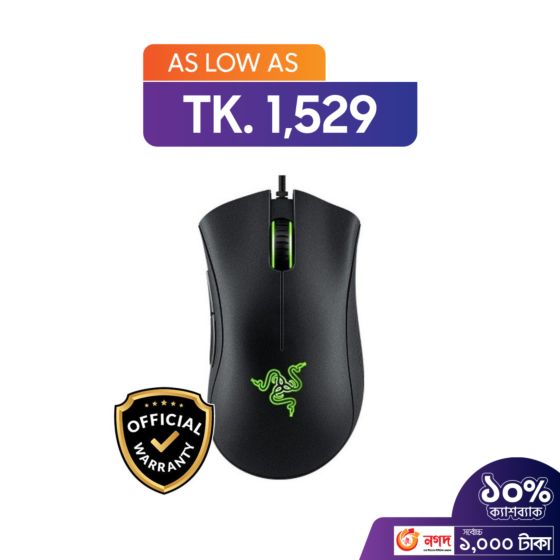 AS LOW AS
TK. 1,529
OFFICIAL
WARRANTY
১০%
ক্যাশব্যাক
নগদ
সর্বোচ্চ
১,০০০ টাকা